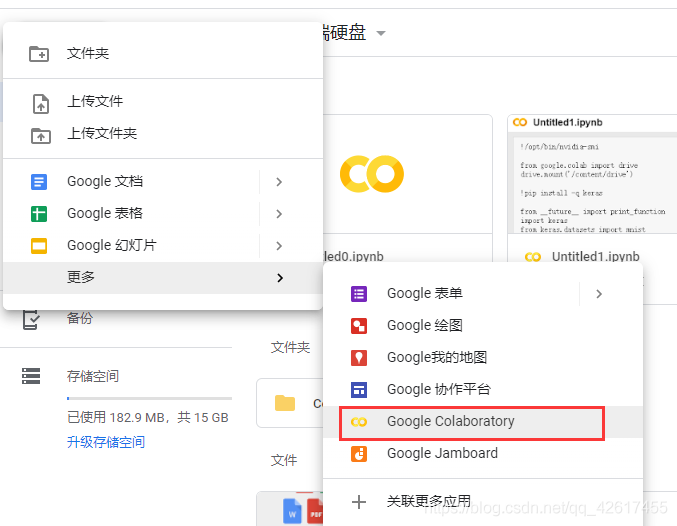 文件夹
上传文件
上传文件夹
Google 文档
Google 表格
Google 幻灯片
更多
备份
存储空间
已使用 182.9 MB，共 15 GB
升级存储空间
硬盘
Untitled1.ipynb
!/opt/bin/nvidia-smi
from google.colab import drive
drive.mount('/content/drive')
!pip install -q keras
from __future__ import print_function
import keras
from keras.datasets import mnist
Untitled1.ipynb
文件夹
文件
Google 表单
Google 绘图
Google我的地图
Google 协作平台
Google Colaboratory
Google Jamboard
关联更多应用
https://blog.csdn.net/qq_42617455